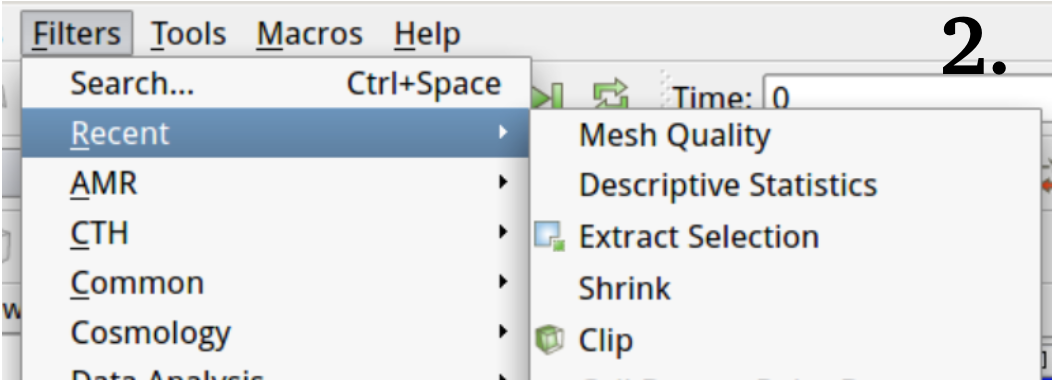 Filters Tools Macros Help
2.
Search... Ctrl+Space
Time: 0
Recent
Mesh Quality
AMR
Descriptive Statistics
CTH
Extract Selection
Common
Shrink
Cosmology
Clip
Data Analysis